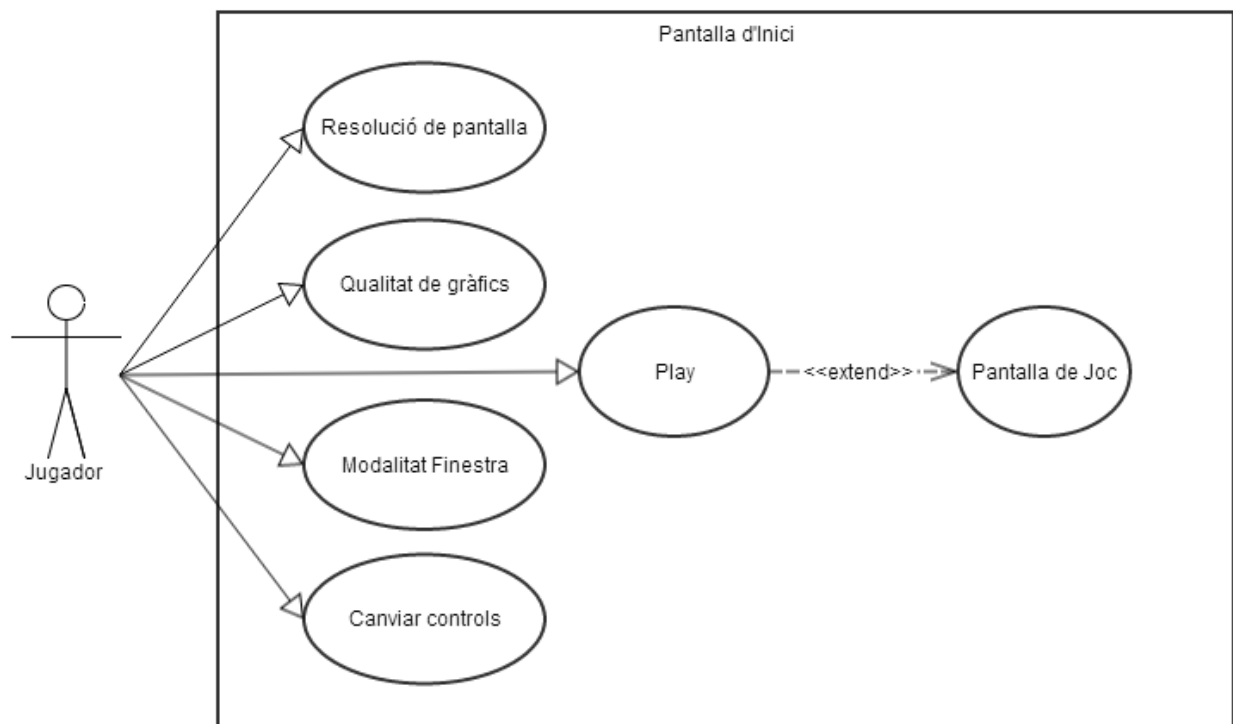 Pantalla d'Inici
Resolució de pantalla
Qualitat de gràfics
Play
<<extend>>
Pantalla de Joc
Modalitat Finestra
Jugador
Canviar controls